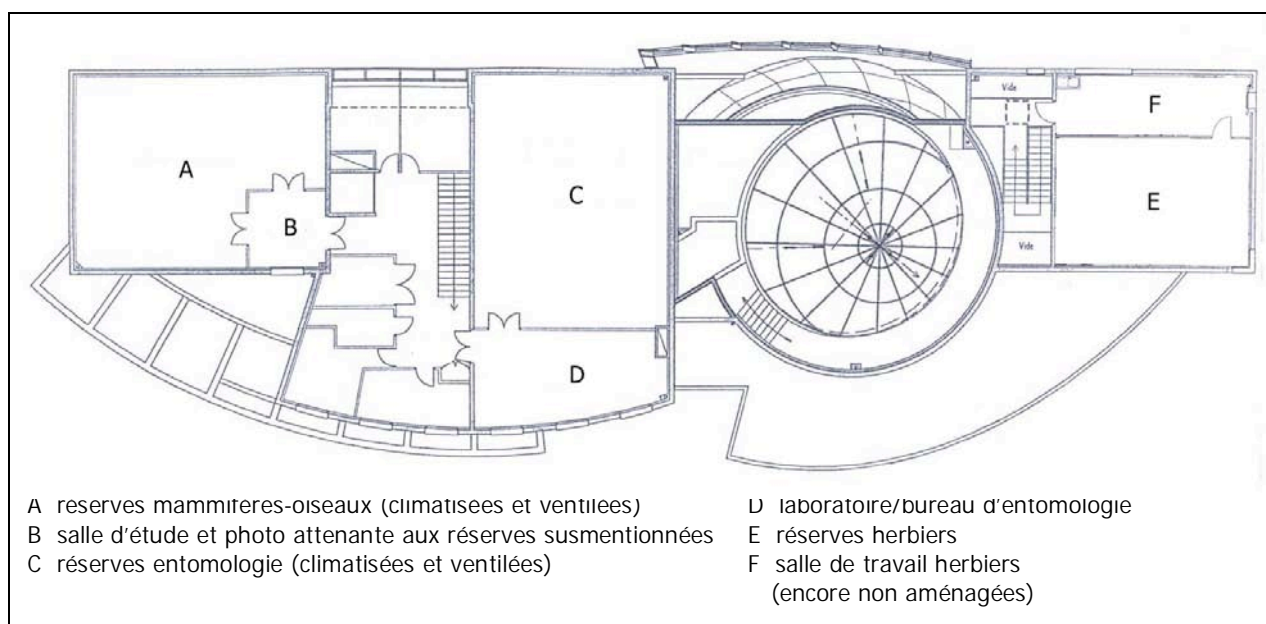 Vide
F
A
C
E
B
Vide
D
A réserves mammifères-oiseaux (climatisées et ventilées)
B salle d'étude et photo attenante aux réserves susmentionnées
C réserves entomologie (climatisées et ventilées)
D laboratoire/bureau d'entomologie
E réserves herbiers
F salle de travail herbiers
(encore non aménagées)